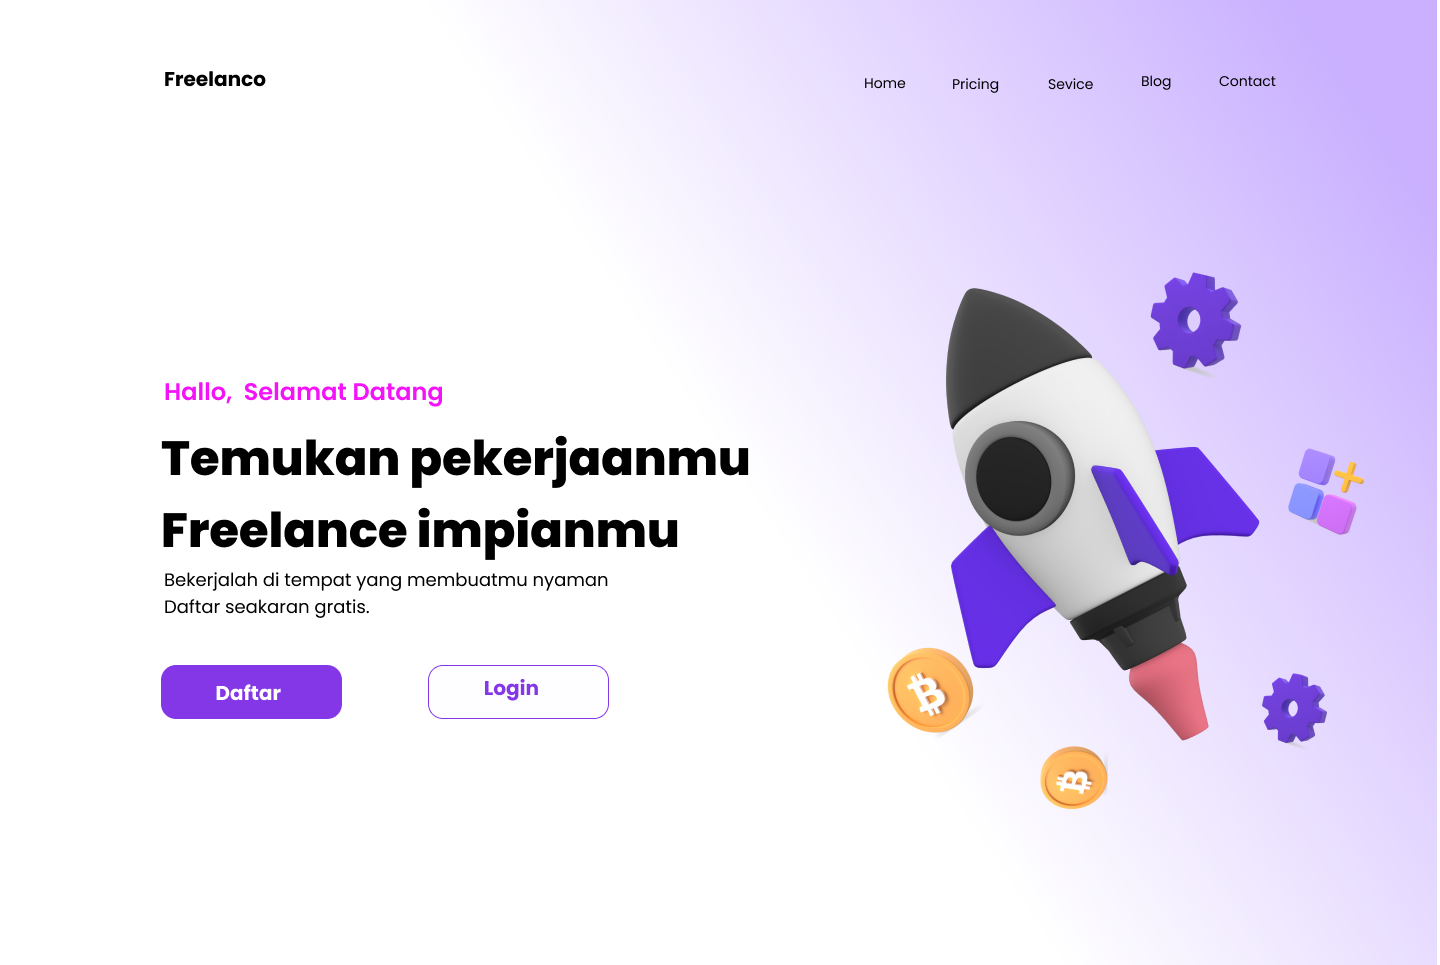 Freelanco
Home Pricing Sevice Blog Contact
Hallo, Selamat Datang
Temukan pekerjaanmu
Freelance impianmu
Bekerjalah di tempat yang membuatmu nyaman
Daftar seakaran gratis.
Daftar Login